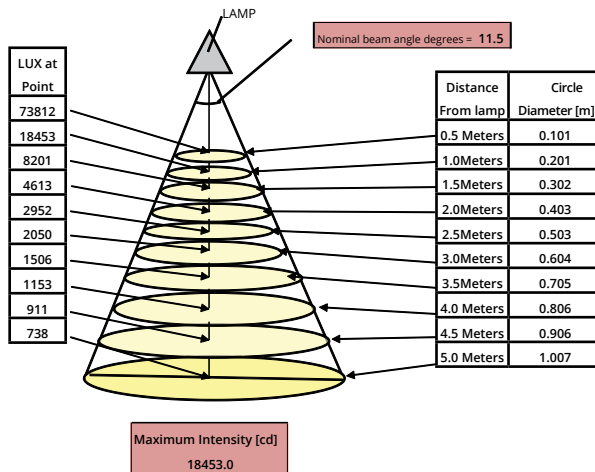 LAMP
Nominal beam angle degrees = 11.5
LUX at
Point
73812
18453
8201
4613
2952
2050
1506
1153
911
738
Distance Circle
From lamp Diameter [m]
0.5 Meters 0.101
1.0Meters 0.201
1.5Meters 0.302
2.0Meters 0.403
2.5Meters 0.503
3.0Meters 0.604
3.5Meters 0.705
4.0 Meters 0.806
4.5 Meters 0.906
5.0 Meters 1.007
Maximum Intensity [cd]
18453.0